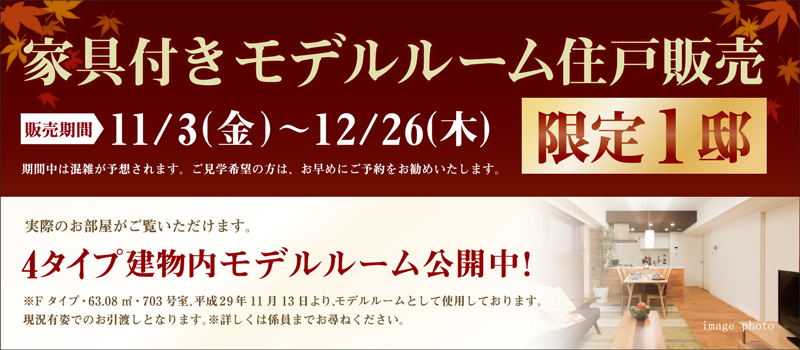 家具付きモデルルーム住戸販売
販売期間 11/3(金)～12/26(木)
限定1邸
期間中は混雑が予想されます。ご見学希望の方は、お早めにご予約をお勧めいたします。
実際のお部屋がご覧いただけます。
4タイプ建物内モデルルーム公開中!
※Fタイプ・63.08㎡・703号室、平成29年11月13日より、モデルルームとして使用しております。
現況有姿でのお引渡しとなります。※詳しくは係員までお尋ねください。
image photo